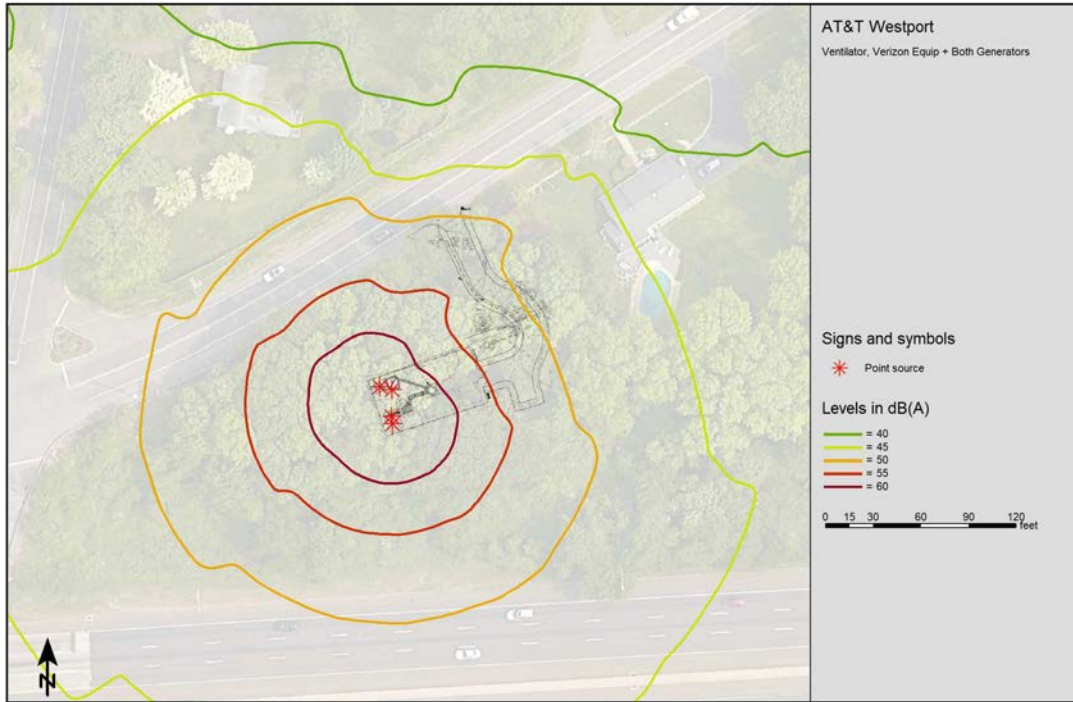 AT&T Westport
Ventilator, Verizon Equip + Both Generators
Signs and symbols
Point source
Levels in dB(A)
= 40
= 45
= 50
= 55
= 60
0 15 30 60 90 120
feet
N